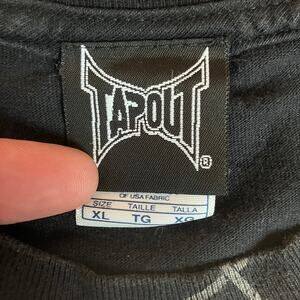 TAPOUT
®
OF USA FABRIC
SIZE TAILLE TALLA
XL TG XG